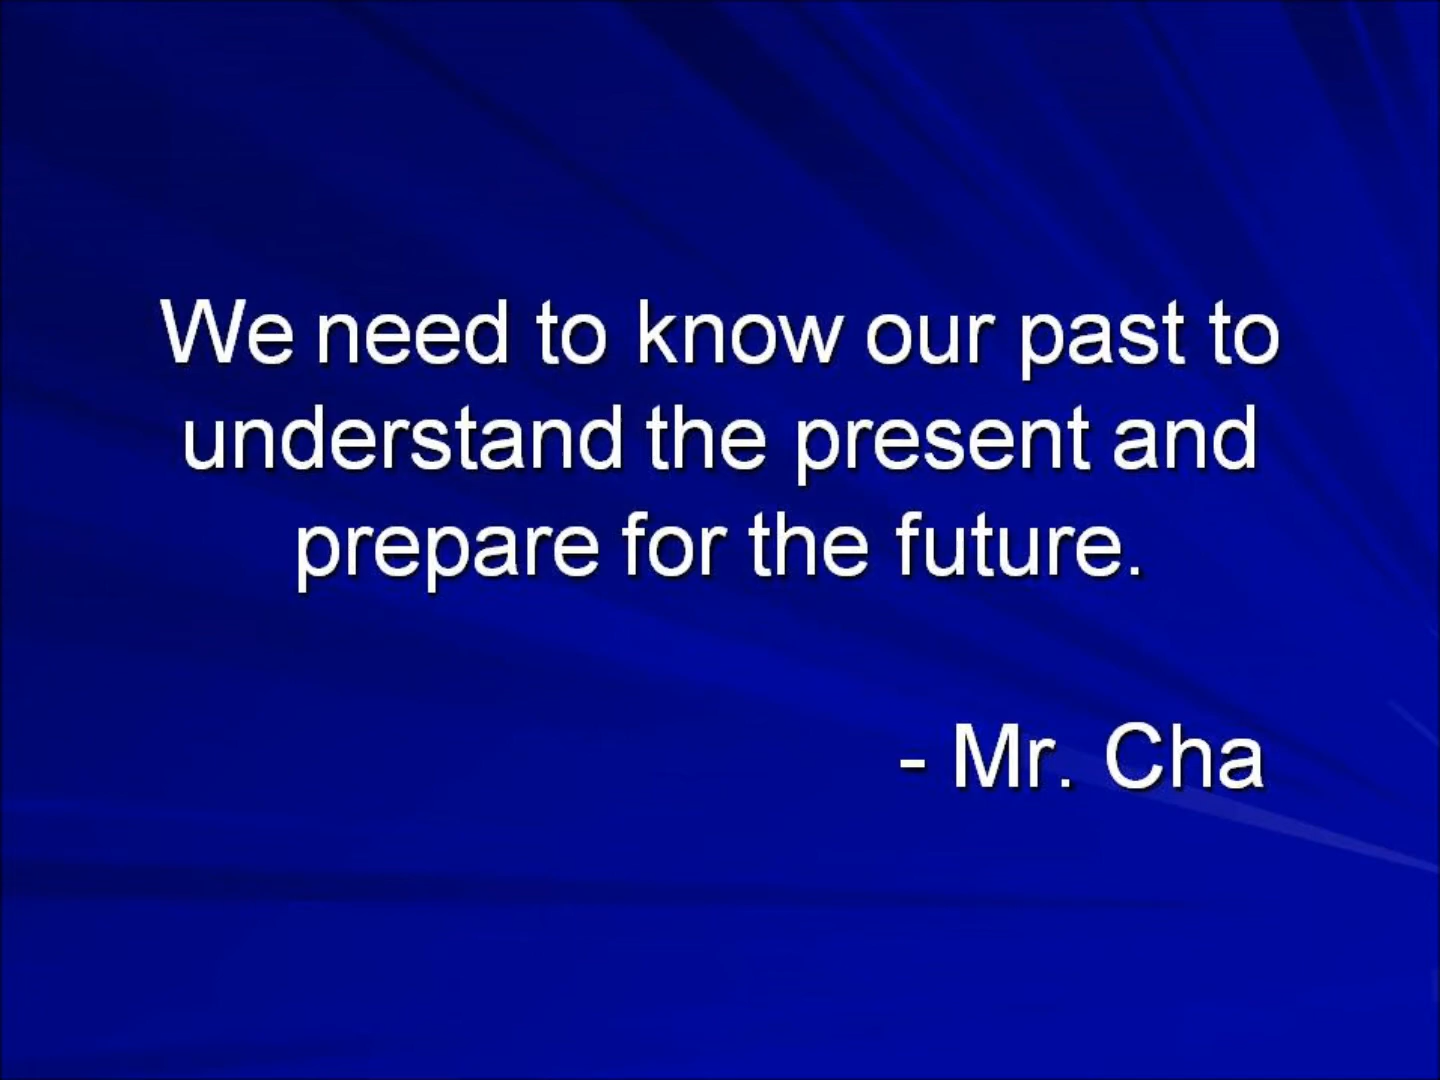 We need to know our past to
understand the present and
prepare for the future.
- Mr. Cha